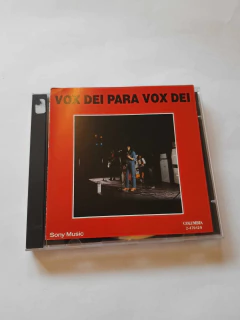 VOX DEI PARA VOX DEI
Sony Music
COLUMBIA